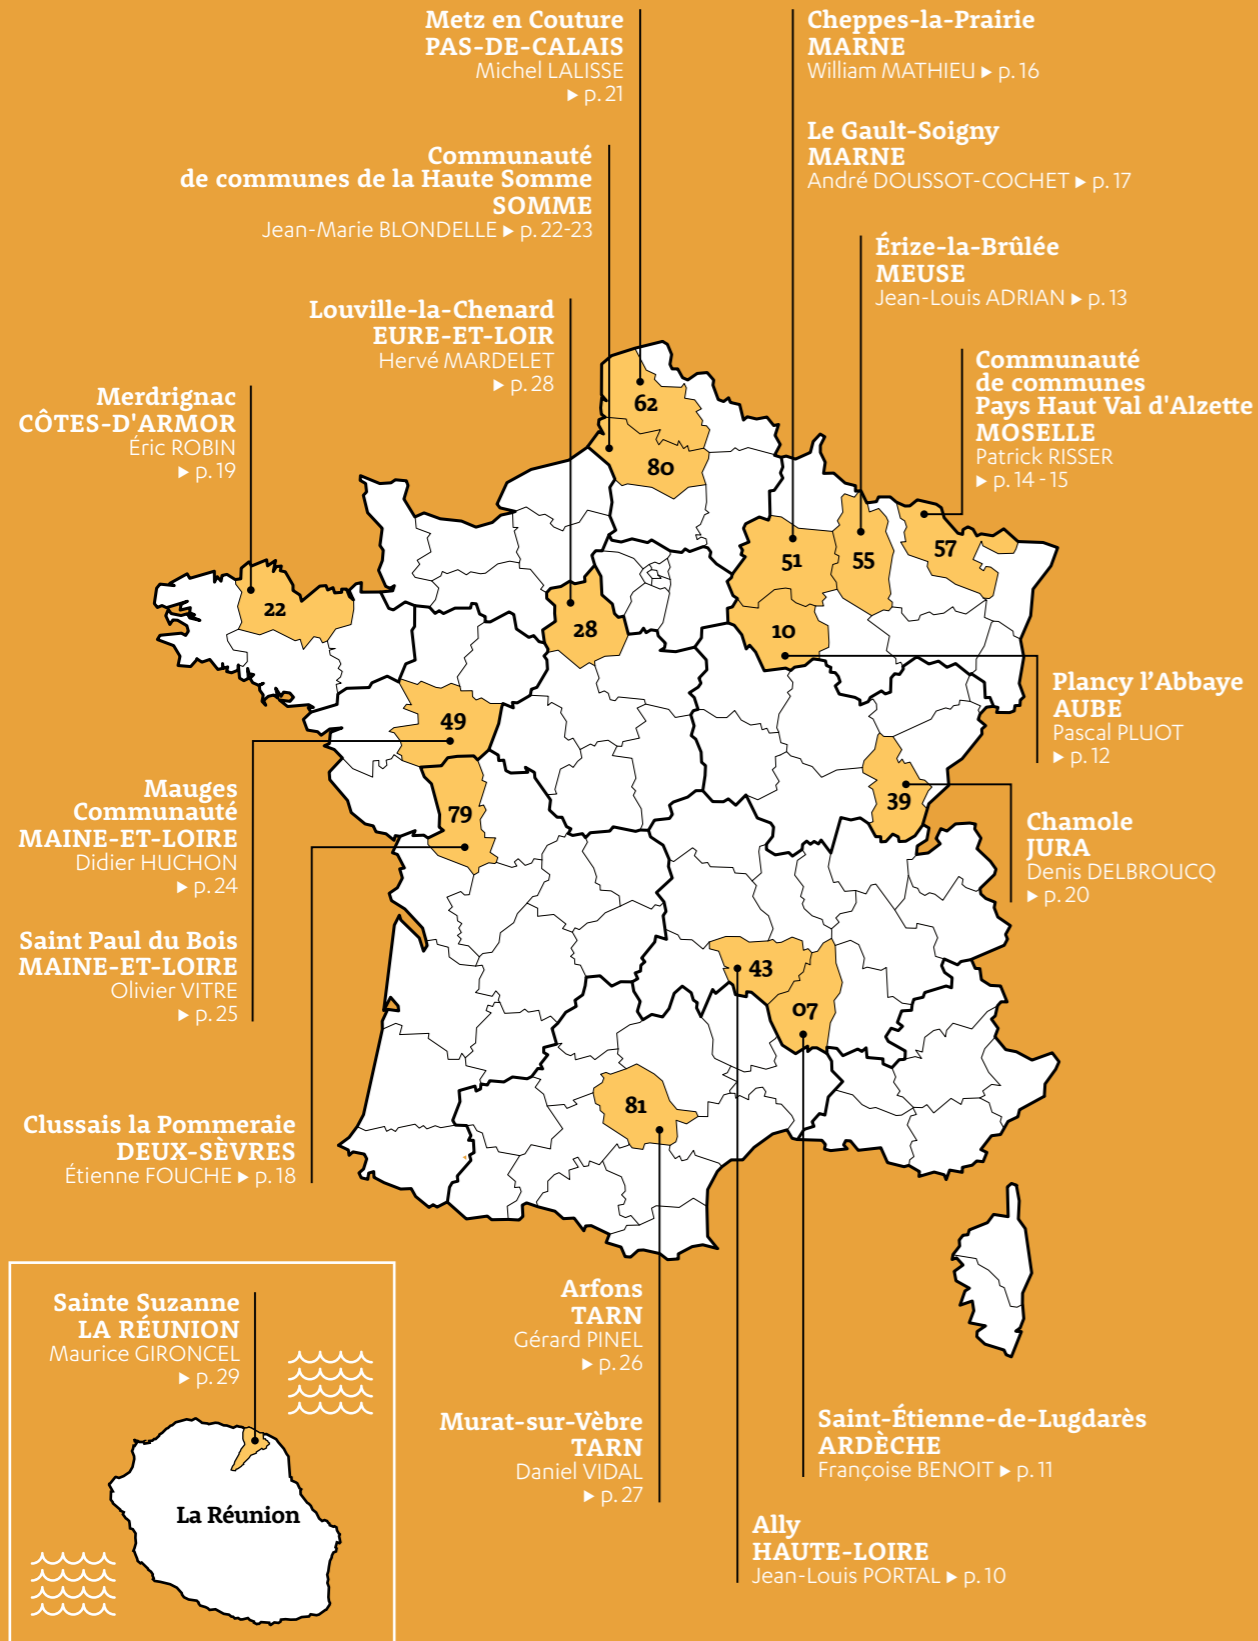 Metz en Couture
PAS-DE-CALAIS
Michel LALISSE
▸ p. 21
Cheppes-la-Prairie
MARNE
William MATHIEU ▸ p. 16
Le Gault-Soigny
MARNE
André DOUSSOT-COCHET ▸ p. 17
Communauté
de communes de la Haute Somme
SOMME
Jean-Marie BLONDELLE ▸ p. 22-23
Érize-la-Brûlée
MEUSE
Jean-Louis ADRIAN ▸ p. 13
Louville-la-Chenard
EURE-ET-LOIR
Hervé MARDELET
▸ p. 28
Communauté
de communes
Pays Haut Val d'Alzette
MOSELLE
Patrick RISSER
▸ p. 14 - 15
Merdrignac
CÔTES-D'ARMOR
Éric ROBIN
▸ p. 19
62
80
51
55
57
22
28
10
49
79
39
43
07
81
Plancy l’Abbaye
AUBE
Pascal PLUOT
▸ p. 12
Mauges
Communauté
MAINE-ET-LOIRE
Didier HUCHON
▸ p. 24
Chamole
JURA
Denis DELBROUCQ
▸ p. 20
Saint Paul du Bois
MAINE-ET-LOIRE
Olivier VITRE
▸ p. 25
Clussais la Pommeraie
DEUX-SÈVRES
Étienne FOUCHE ▸ p. 18
Sainte Suzanne
LA RÉUNION
Maurice GIRONCEL
▸ p. 29
La Réunion
Arfons
TARN
Gérard PINEL
▸ p. 26
Murat-sur-Vèbre
TARN
Daniel VIDAL
▸ p. 27
Saint-Étienne-de-Lugdarès
ARDÈCHE
Françoise BENOIT ▸ p. 11
Ally
HAUTE-LOIRE
Jean-Louis PORTAL ▸ p. 10